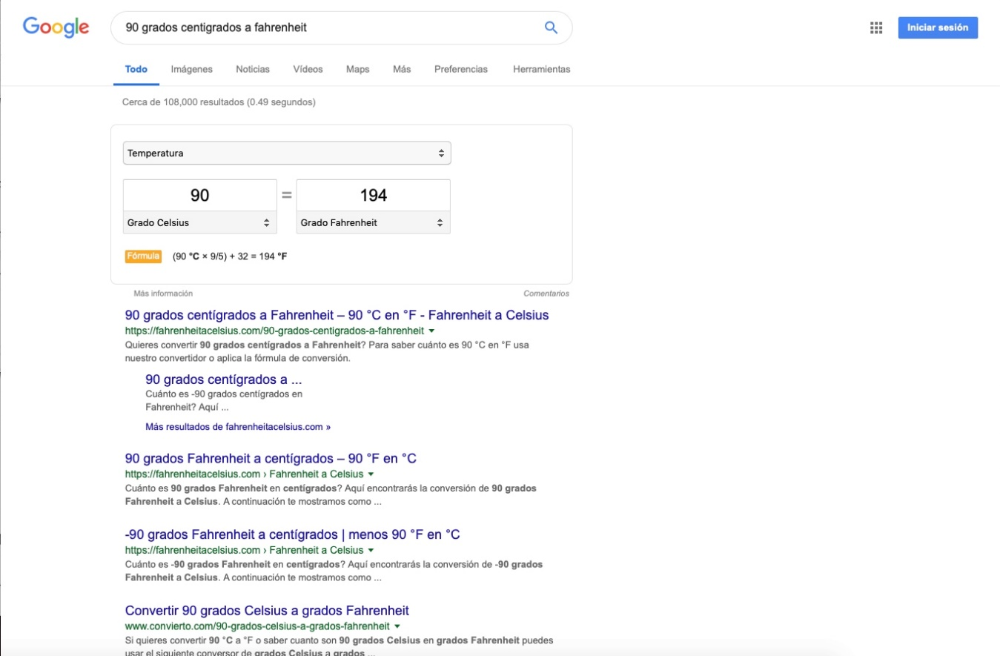 Google
90 grados centigrados a fahrenheit
Iniciar sesión
Todo Imágenes Noticias Vídeos Maps Más Preferencias Herramientas
Cerca de 108,000 resultados (0.49 segundos)
Temperatura
90 = 194
Grado Celsius Grado Fahrenheit
Fórmula (90 °C × 9/5) + 32 = 194 °F
Más información Comentarios
90 grados centígrados a Fahrenheit – 90 °C en °F - Fahrenheit a Celsius
https://fahrenheitacelsius.com/90-grados-centigrados-a-fahrenheit
Quieres convertir 90 grados centígrados a Fahrenheit? Para saber cuánto es 90 °C en °F usa
nuestro convertidor o aplica la fórmula de conversión.
90 grados centígrados a ...
Cuánto es -90 grados centígrados en
Fahrenheit? Aquí ...
Más resultados de fahrenheitacelsius.com »
90 grados Fahrenheit a centígrados – 90 °F en °C
https://fahrenheitacelsius.com › Fahrenheit a Celsius
Cuánto es 90 grados Fahrenheit en centígrados? Aquí encontrarás la conversión de 90 grados
Fahrenheit a Celsius. A continuación te mostramos como ...
-90 grados Fahrenheit a centígrados | menos 90 °F en °C
https://fahrenheitacelsius.com › Fahrenheit a Celsius
Cuánto es -90 grados Fahrenheit en centígrados? Aquí encontrarás la conversión de -90 grados
Fahrenheit a Celsius. A continuación te mostramos como ...
Convertir 90 grados Celsius a grados Fahrenheit
www.convierto.com/90-grados-celsius-a-grados-fahrenheit
Si quieres convertir 90 °C a °F o saber cuanto son 90 grados Celsius en grados Fahrenheit puedes
usar el siguiente conversor de grados Celsius a grados ...